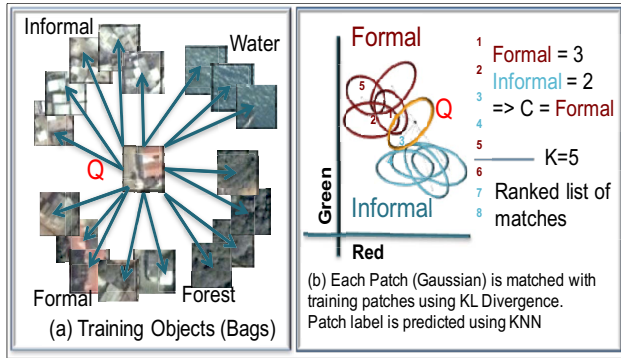 Informal
Water
Q
Formal
Forest
(a) Training Objects (Bags)
Formal
5
1
2
3
Q
Informal
Green
Red
1
2
3
4
5
6
7
8
Formal = 3
Informal = 2
=> C = Formal
K=5
Ranked list of
matches
(b) Each Patch (Gaussian) is matched with
training patches using KL Divergence.
Patch label is predicted using KNN